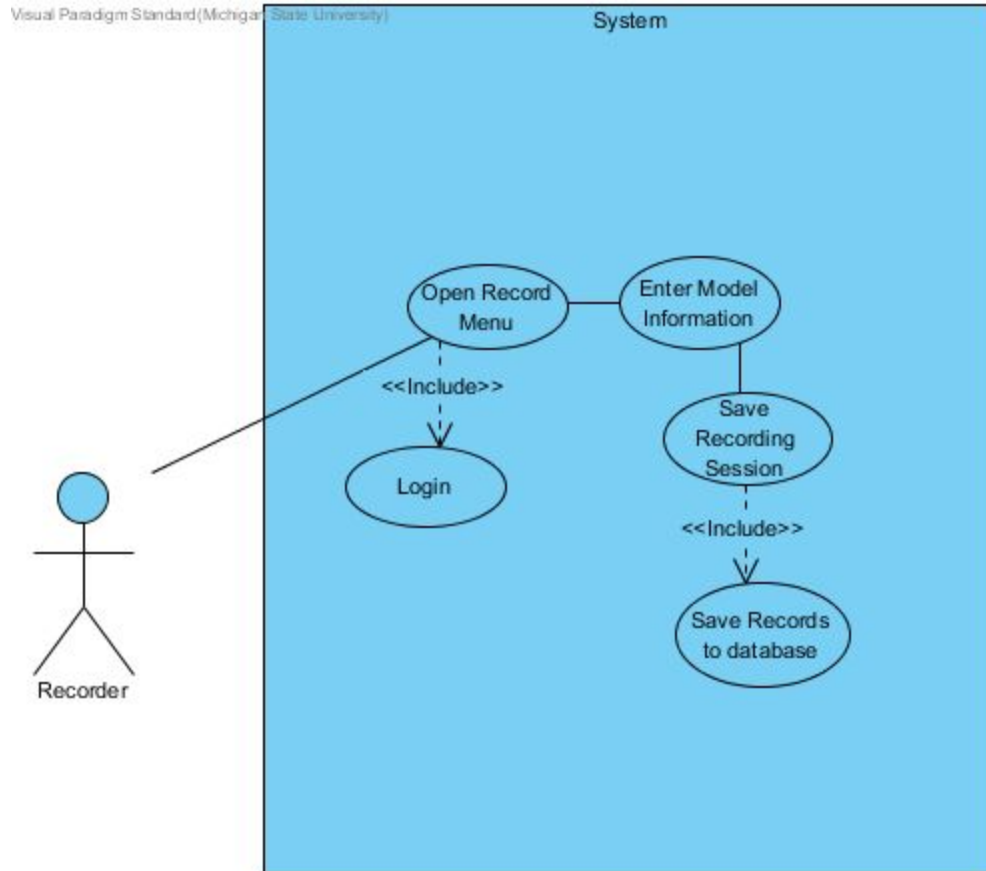 Visual Paradigm Standard(Michigan State University)
System
Open Record
Menu
Enter Model
Information
<<Include>>
Save
Recording
Session
Login
<<Include>>
Save Records
to database
Recorder